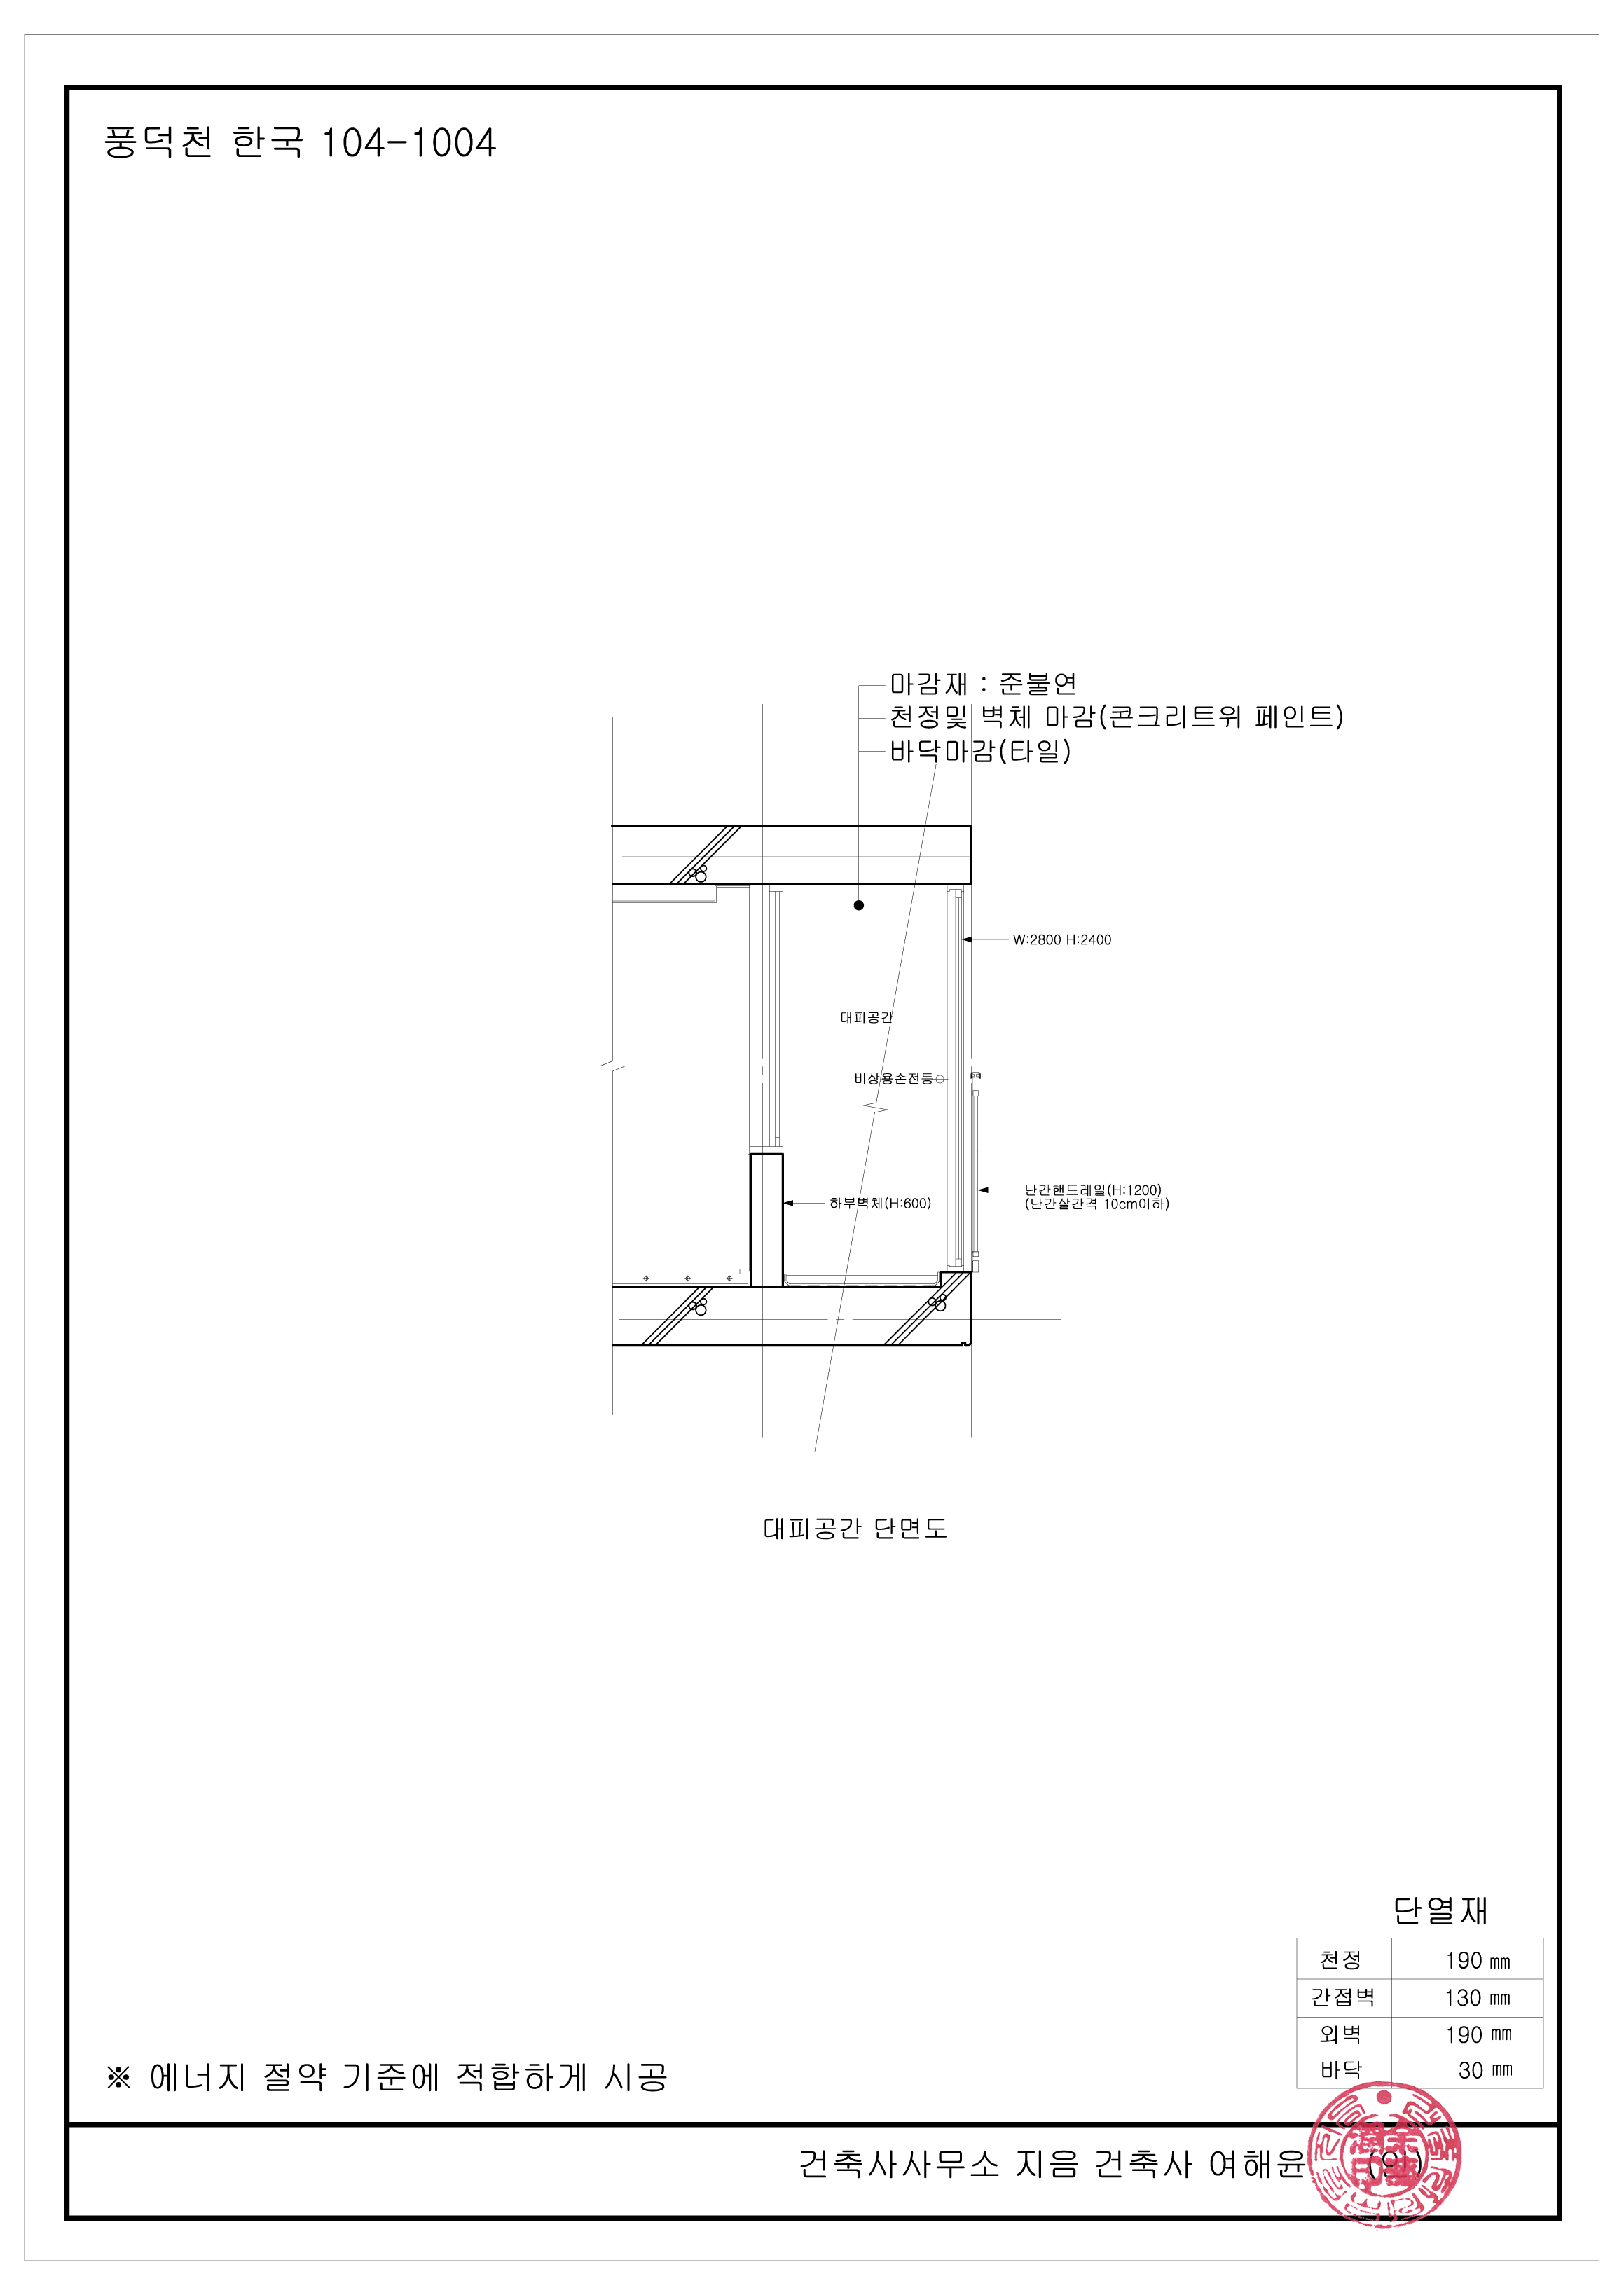 풍덕천 한국 104-1004
마감재 : 준불연
천정및 벽체 마감(콘크리트위 페인트)
바닥마감(타일)
W:2800 H:2400
대피공간
비상용손전등
난간핸드레일(H:1200)
(난간살간격 10cm이하)
하부벽체(H:600)
대피공간 단면도
단열재
천정 190 ㎜
간접벽 130 ㎜
외벽 190 ㎜
바닥 30 ㎜
※ 에너지 절약 기준에 적합하게 시공
건축사사무소 지음 건축사 여해윤 (인)